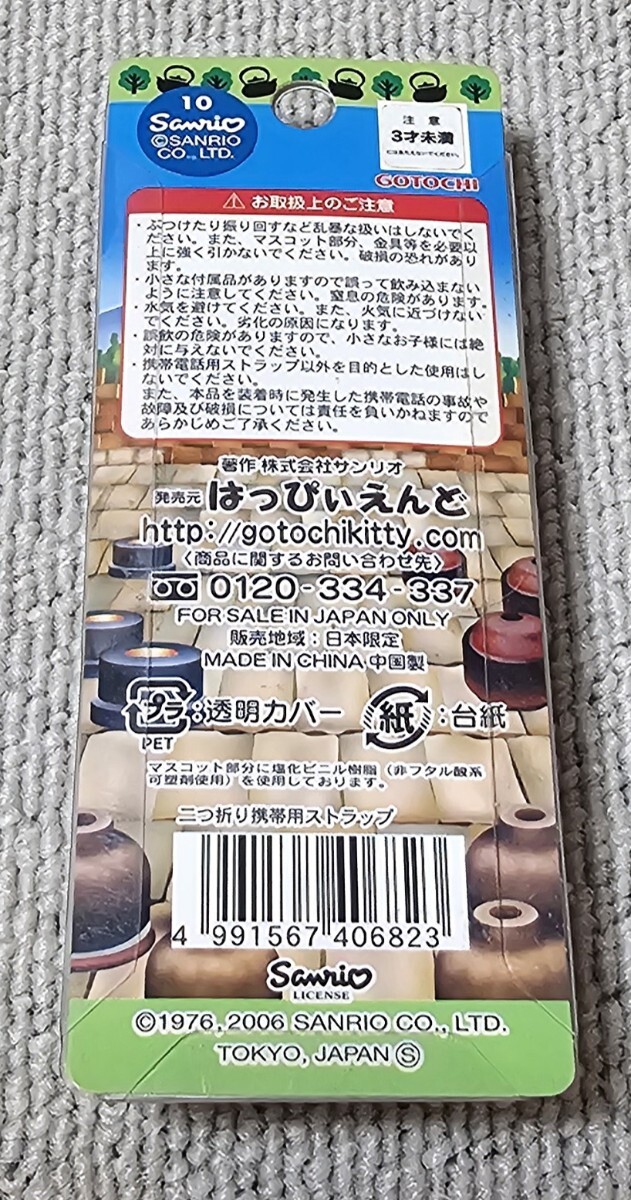 10
Sanrio
©SANRIO
CO., LTD.
注意
3才未満
GOTOCHI
⚠お取扱上のご注意
・ぶつけたり振り回すなど乱暴な扱いはしないでく
ださい。また、マスコット部分、金具等を必要以
上に強く引かないでください。破損の恐れがあり
ます。
・小さな付属品がありますので誤って飲み込まない
ように注意してください。窒息の危険があります。
・水気を避けてください。また、火気に近づけない
でください。劣化の原因になります。
・誤飲の危険がありますので、小さなお子様には絶
対に与えないでください。
・携帯電話用ストラップ以外を目的とした使用はし
ないでください。
また、本品を装着時に発生した携帯電話の事故や
故障及び破損については責任を負いかねますので
あらかじめご了承ください。
著作 株式会社サンリオ
発売元 はっぴぃえんど
http://gotochikitty.com
〈商品に関するお問い合わせ先〉
0120-334-337
FOR SALE IN JAPAN ONLY
販売地域：日本限定
MADE IN CHINA 中国製
プラ：透明カバー 紙：台紙
PET
マスコット部分に塩化ビニル樹脂（非フタル酸系
可塑剤使用）を使用しております。
二つ折り携帯用ストラップ
4 991567 406823
Sanrio
LICENSE
©1976, 2006 SANRIO CO., LTD.
TOKYO, JAPAN Ⓢ